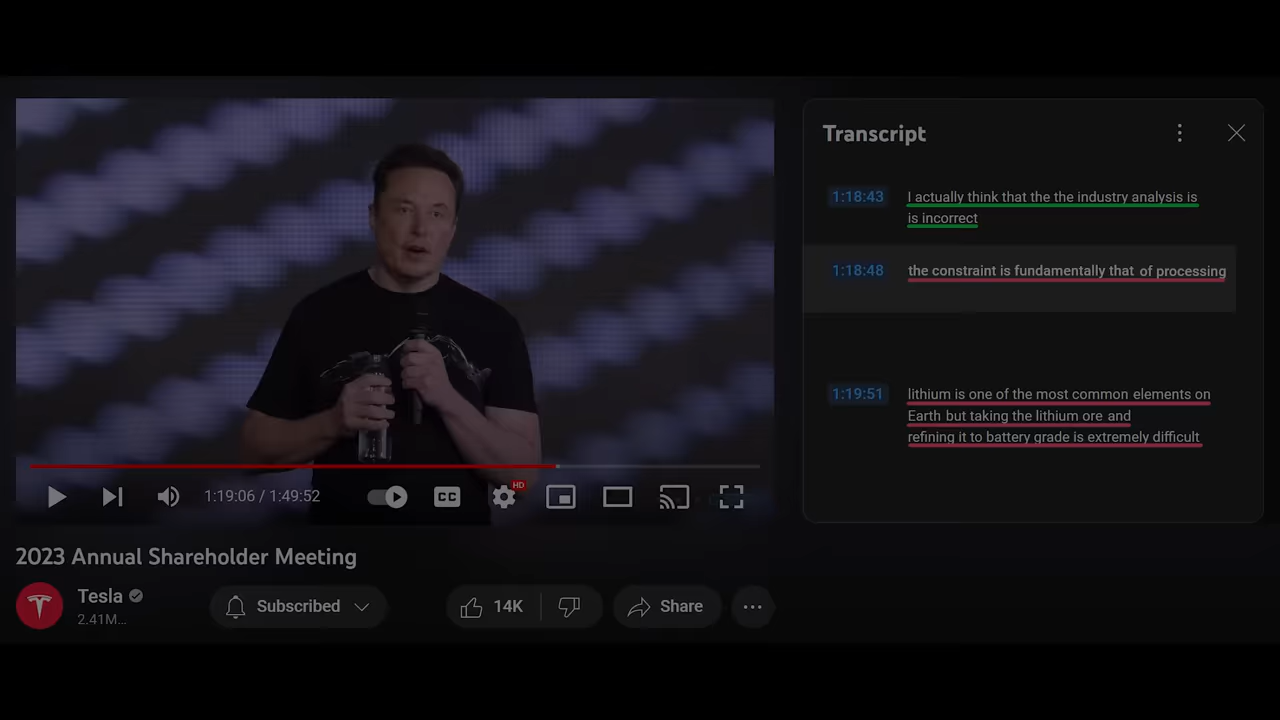 Transcript
1:18:43
I actually think that the the industry analysis is
is incorrect
1:18:48
the constraint is fundamentally that of processing
1:19:51
lithium is one of the most common elements on
Earth but taking the lithium ore and
refining it to battery grade is extremely difficult
1:19:06 / 1:49:52
CC
HD
2023 Annual Shareholder Meeting
Tesla
2.41M...
Subscribed
14K
Share